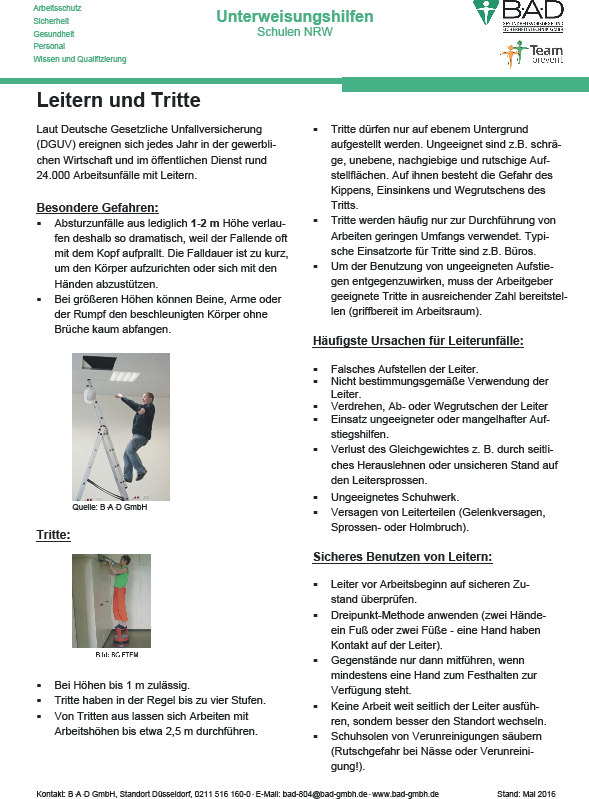 Arbeitsschutz
Sicherheit
Gesundheit
Personal
Wissen und Qualifizierung
Unterweisungshilfen
Schulen NRW
B·A·D
GESUNDHEITSVORSORGE UND
SICHERHEITSTECHNIK GMBH
Team
prevent
Leitern und Tritte
Laut Deutsche Gesetzliche Unfallversicherung
(DGUV) ereignen sich jedes Jahr in der gewerbli-
chen Wirtschaft und im öffentlichen Dienst rund
24.000 Arbeitsunfälle mit Leitern.
Besondere Gefahren:
▪ Absturzunfälle aus lediglich 1-2 m Höhe verlau-
fen deshalb so dramatisch, weil der Fallende oft
mit dem Kopf aufprallt. Die Falldauer ist zu kurz,
um den Körper aufzurichten oder sich mit den
Händen abzustützen.
▪ Bei größeren Höhen können Beine, Arme oder
der Rumpf den beschleunigten Körper ohne
Brüche kaum abfangen.
Quelle: B·A·D GmbH
Tritte:
Bild: BG ETEM
▪ Bei Höhen bis 1 m zulässig.
▪ Tritte haben in der Regel bis zu vier Stufen.
▪ Von Tritten aus lassen sich Arbeiten mit
Arbeitshöhen bis etwa 2,5 m durchführen.
▪ Tritte dürfen nur auf ebenem Untergrund
aufgestellt werden. Ungeeignet sind z.B. schrä-
ge, unebene, nachgiebige und rutschige Auf-
stellflächen. Auf ihnen besteht die Gefahr des
Kippens, Einsinkens und Wegrutschens des
Tritts.
▪ Tritte werden häufig nur zur Durchführung von
Arbeiten geringen Umfangs verwendet. Typi-
sche Einsatzorte für Tritte sind z.B. Büros.
▪ Um der Benutzung von ungeeigneten Aufstie-
gen entgegenzuwirken, muss der Arbeitgeber
geeignete Tritte in ausreichender Zahl bereitstel-
len (griffbereit im Arbeitsraum).
Häufigste Ursachen für Leiterunfälle:
▪ Falsches Aufstellen der Leiter.
▪ Nicht bestimmungsgemäße Verwendung der
Leiter.
▪ Verdrehen, Ab- oder Wegrutschen der Leiter
▪ Einsatz ungeeigneter oder mangelhafter Auf-
stiegshilfen.
▪ Verlust des Gleichgewichtes z. B. durch seitli-
ches Herauslehnen oder unsicheren Stand auf
den Leitersprossen.
▪ Ungeeignetes Schuhwerk.
▪ Versagen von Leiterteilen (Gelenkversagen,
Sprossen- oder Holmbruch).
Sicheres Benutzen von Leitern:
▪ Leiter vor Arbeitsbeginn auf sicheren Zu-
stand überprüfen.
▪ Dreipunkt-Methode anwenden (zwei Hände-
ein Fuß oder zwei Füße - eine Hand haben
Kontakt auf der Leiter).
▪ Gegenstände nur dann mitführen, wenn
mindestens eine Hand zum Festhalten zur
Verfügung steht.
▪ Keine Arbeit weit seitlich der Leiter ausfüh-
ren, sondern besser den Standort wechseln.
▪ Schuhsolen von Verunreinigungen säubern
(Rutschgefahr bei Nässe oder Verunreini-
gung!).
Kontakt: B·A·D GmbH, Standort Düsseldorf, 0211 516 160-0· E-Mail: bad-804@bad-gmbh.de·www.bad-gmbh.de Stand: Mai 2016